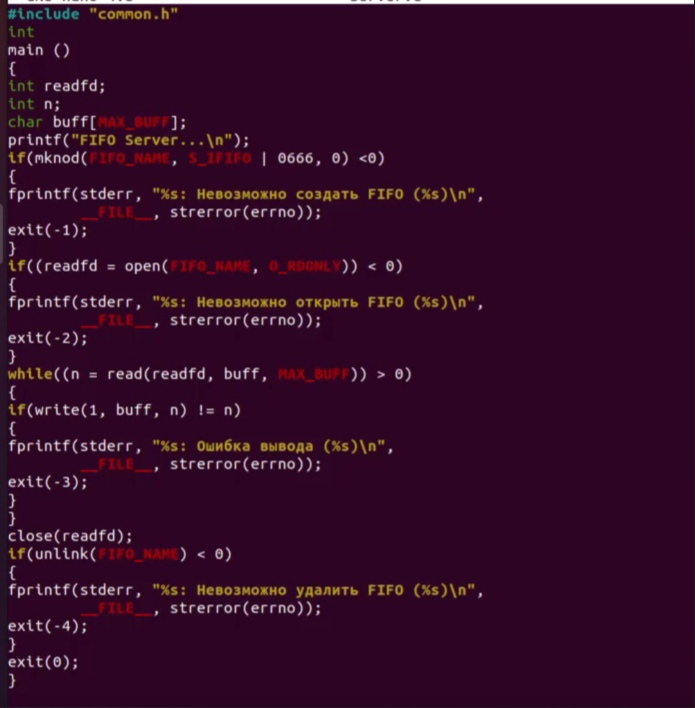 #include "common.h"
int
main ()
{
int readfd;
int n;
char buff[MAX_BUFF];
printf("FIFO Server...\n");
if(mknod(FIFO_NAME, S_IFIFO | 0666, 0) <0)
{
fprintf(stderr, "%s: Невозможно создать FIFO (%s)\n",
__FILE__, strerror(errno));
exit(-1);
}
if((readfd = open(FIFO_NAME, O_RDONLY)) < 0)
{
fprintf(stderr, "%s: Невозможно открыть FIFO (%s)\n",
__FILE__, strerror(errno));
exit(-2);
}
while((n = read(readfd, buff, MAX_BUFF)) > 0)
{
if(write(1, buff, n) != n)
{
fprintf(stderr, "%s: Ошибка вывода (%s)\n",
__FILE__, strerror(errno));
exit(-3);
}
}
close(readfd);
if(unlink(FIFO_NAME) < 0)
{
fprintf(stderr, "%s: Невозможно удалить FIFO (%s)\n",
__FILE__, strerror(errno));
exit(-4);
}
exit(0);
}